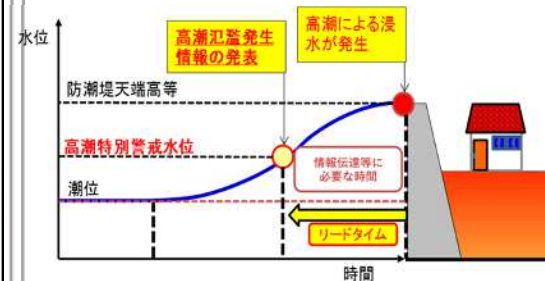 水位
高潮氾濫発生
情報の発表
高潮による浸
水が発生
防潮堤天端高等
高潮特別警戒水位
情報伝達等に
必要な時間
潮位
リードタイム
時間